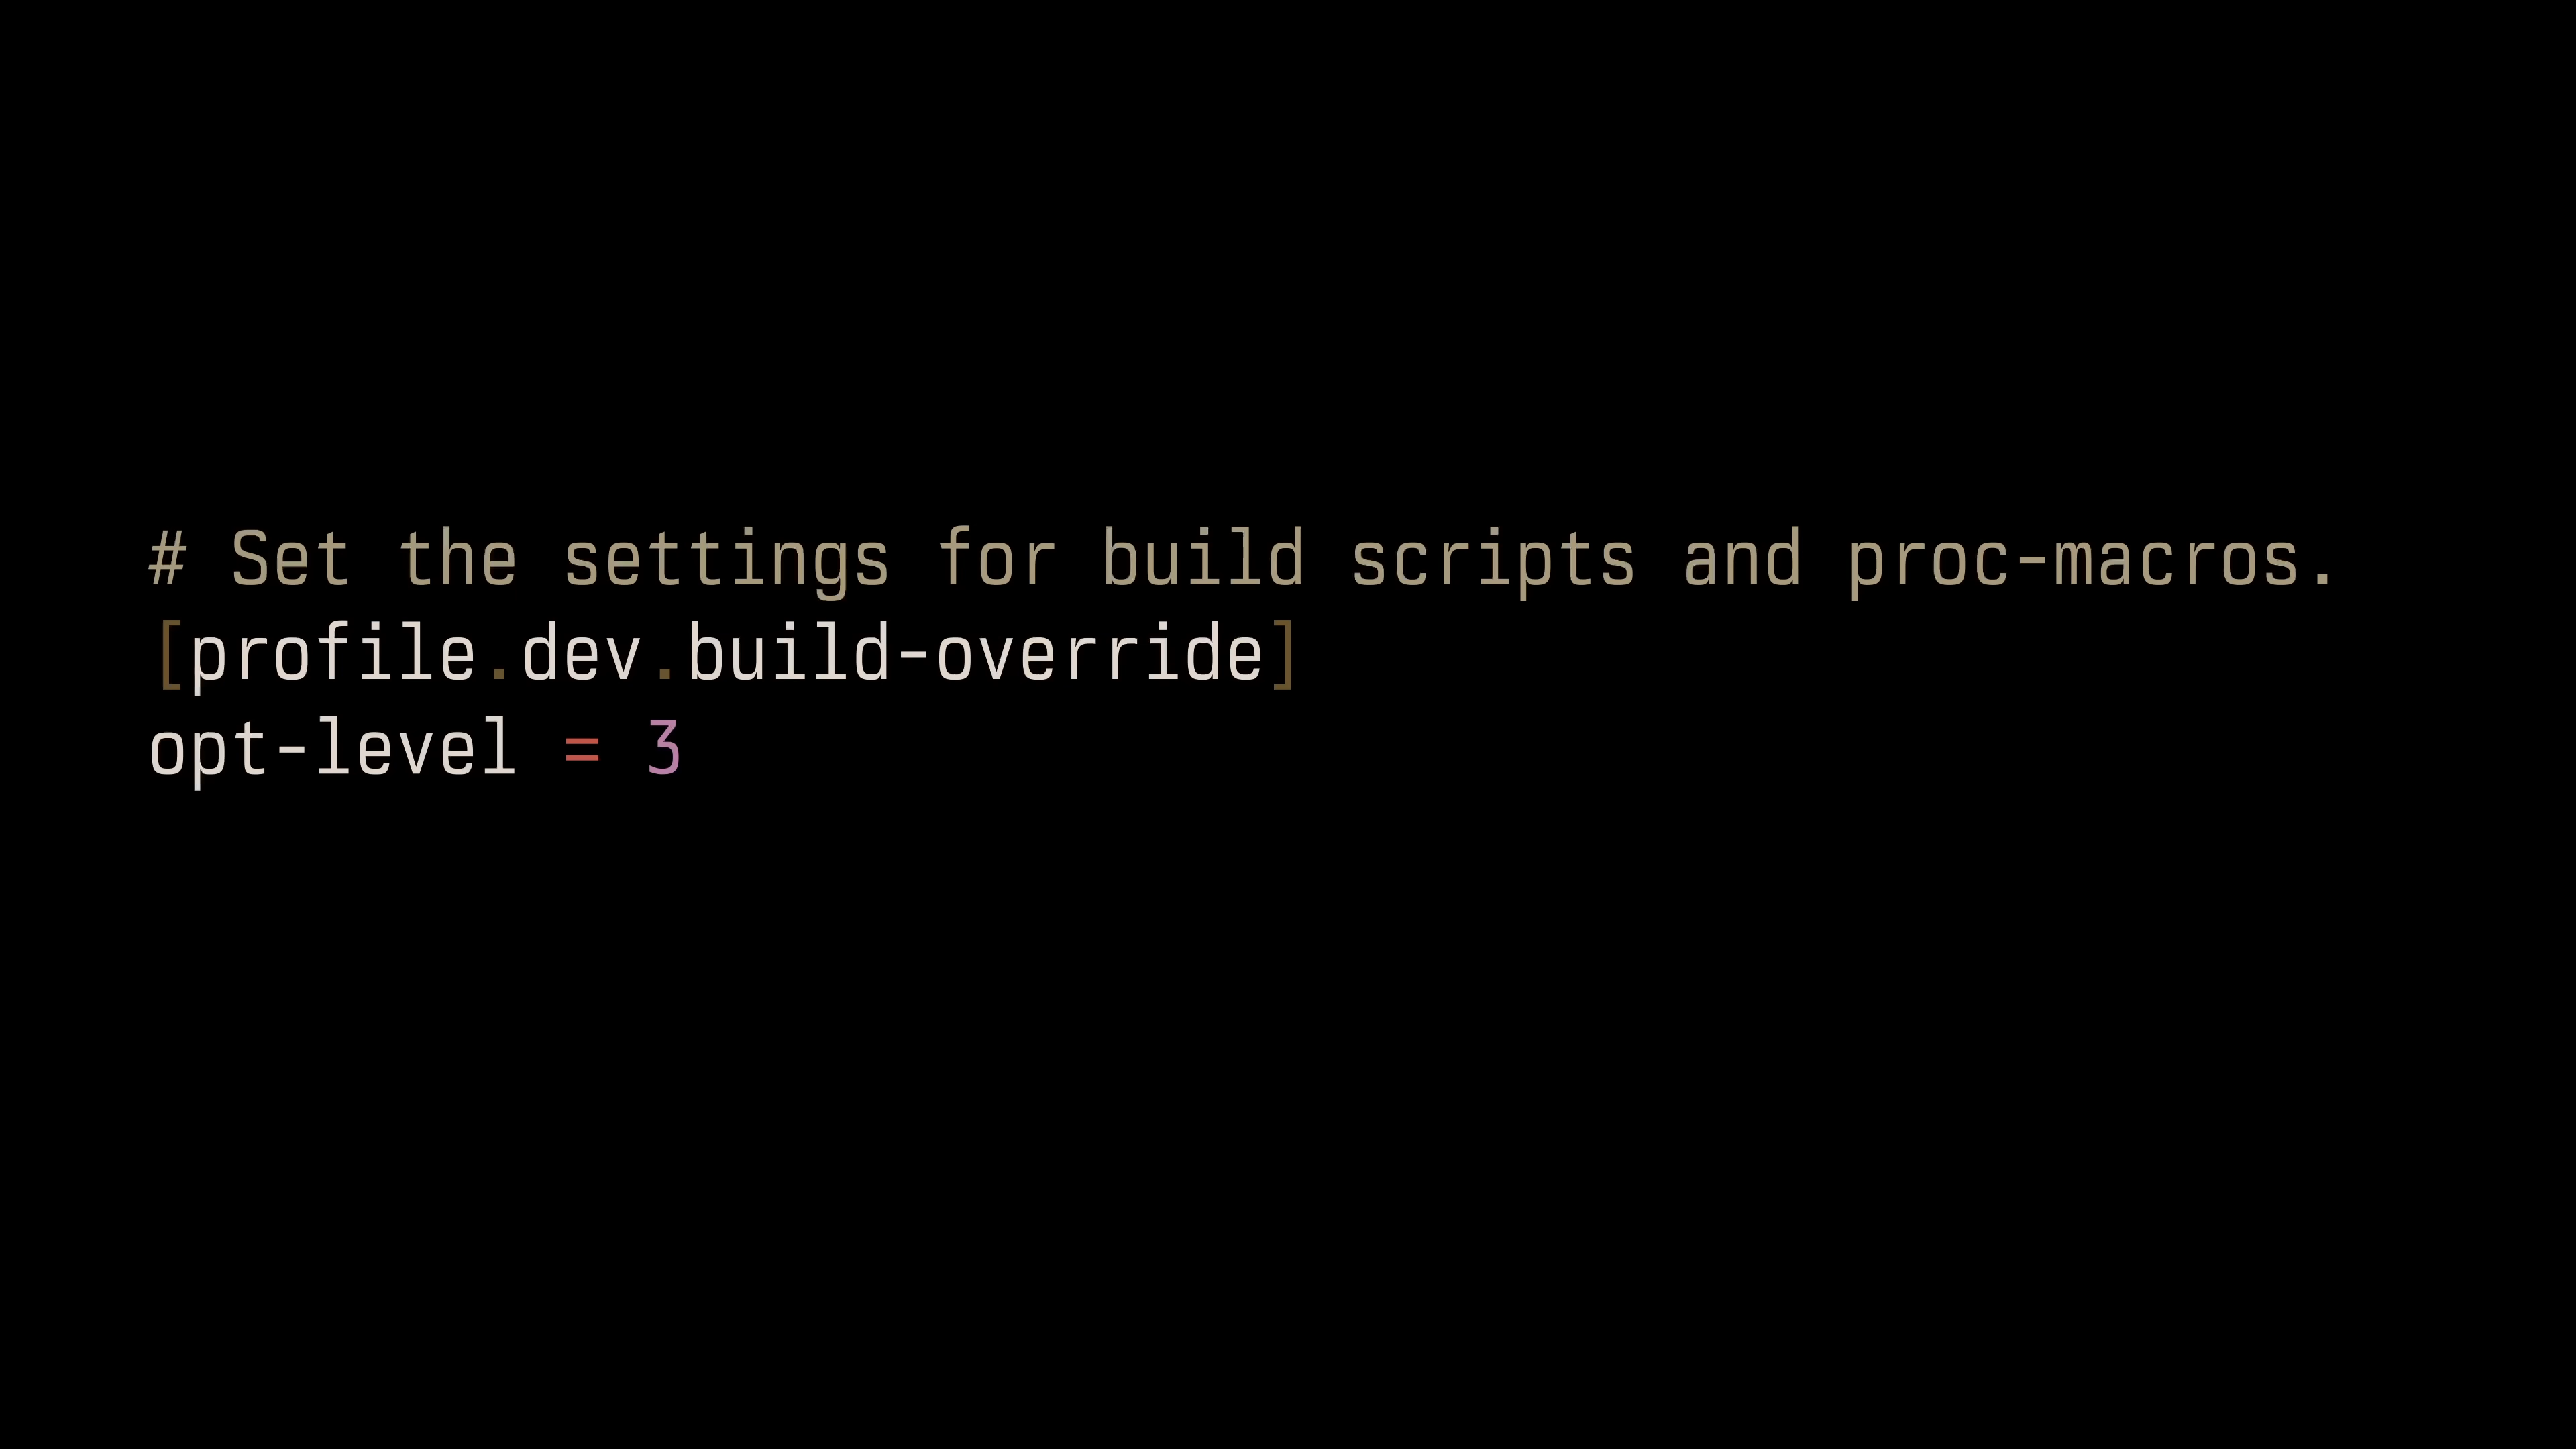 # Set the settings for build scripts and proc-macros.
[profile.dev.build-override]
opt-level = 3